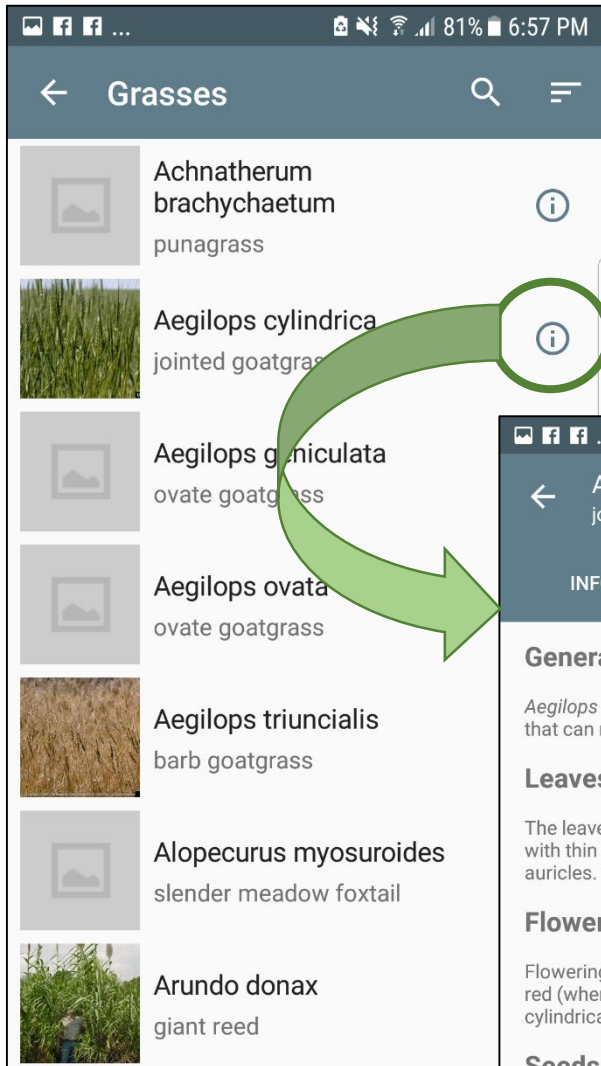 ... 81% 6:57 PM
Grasses
Achnatherum
brachychaetum
punagrass
Aegilops cylindrica
jointed goatgrass
Aegilops geniculata
ovate goatgrass
Aegilops ovata
ovate goatgrass
Aegilops triuncialis
barb goatgrass
Alopecurus myosuroides
slender meadow foxtail
Arundo donax
giant reed
INF
Genera
Aegilops
that can
Leaves
The leave
with thin
auricles.
Flower
Flowering
red (wher
cylindrica
Seeds